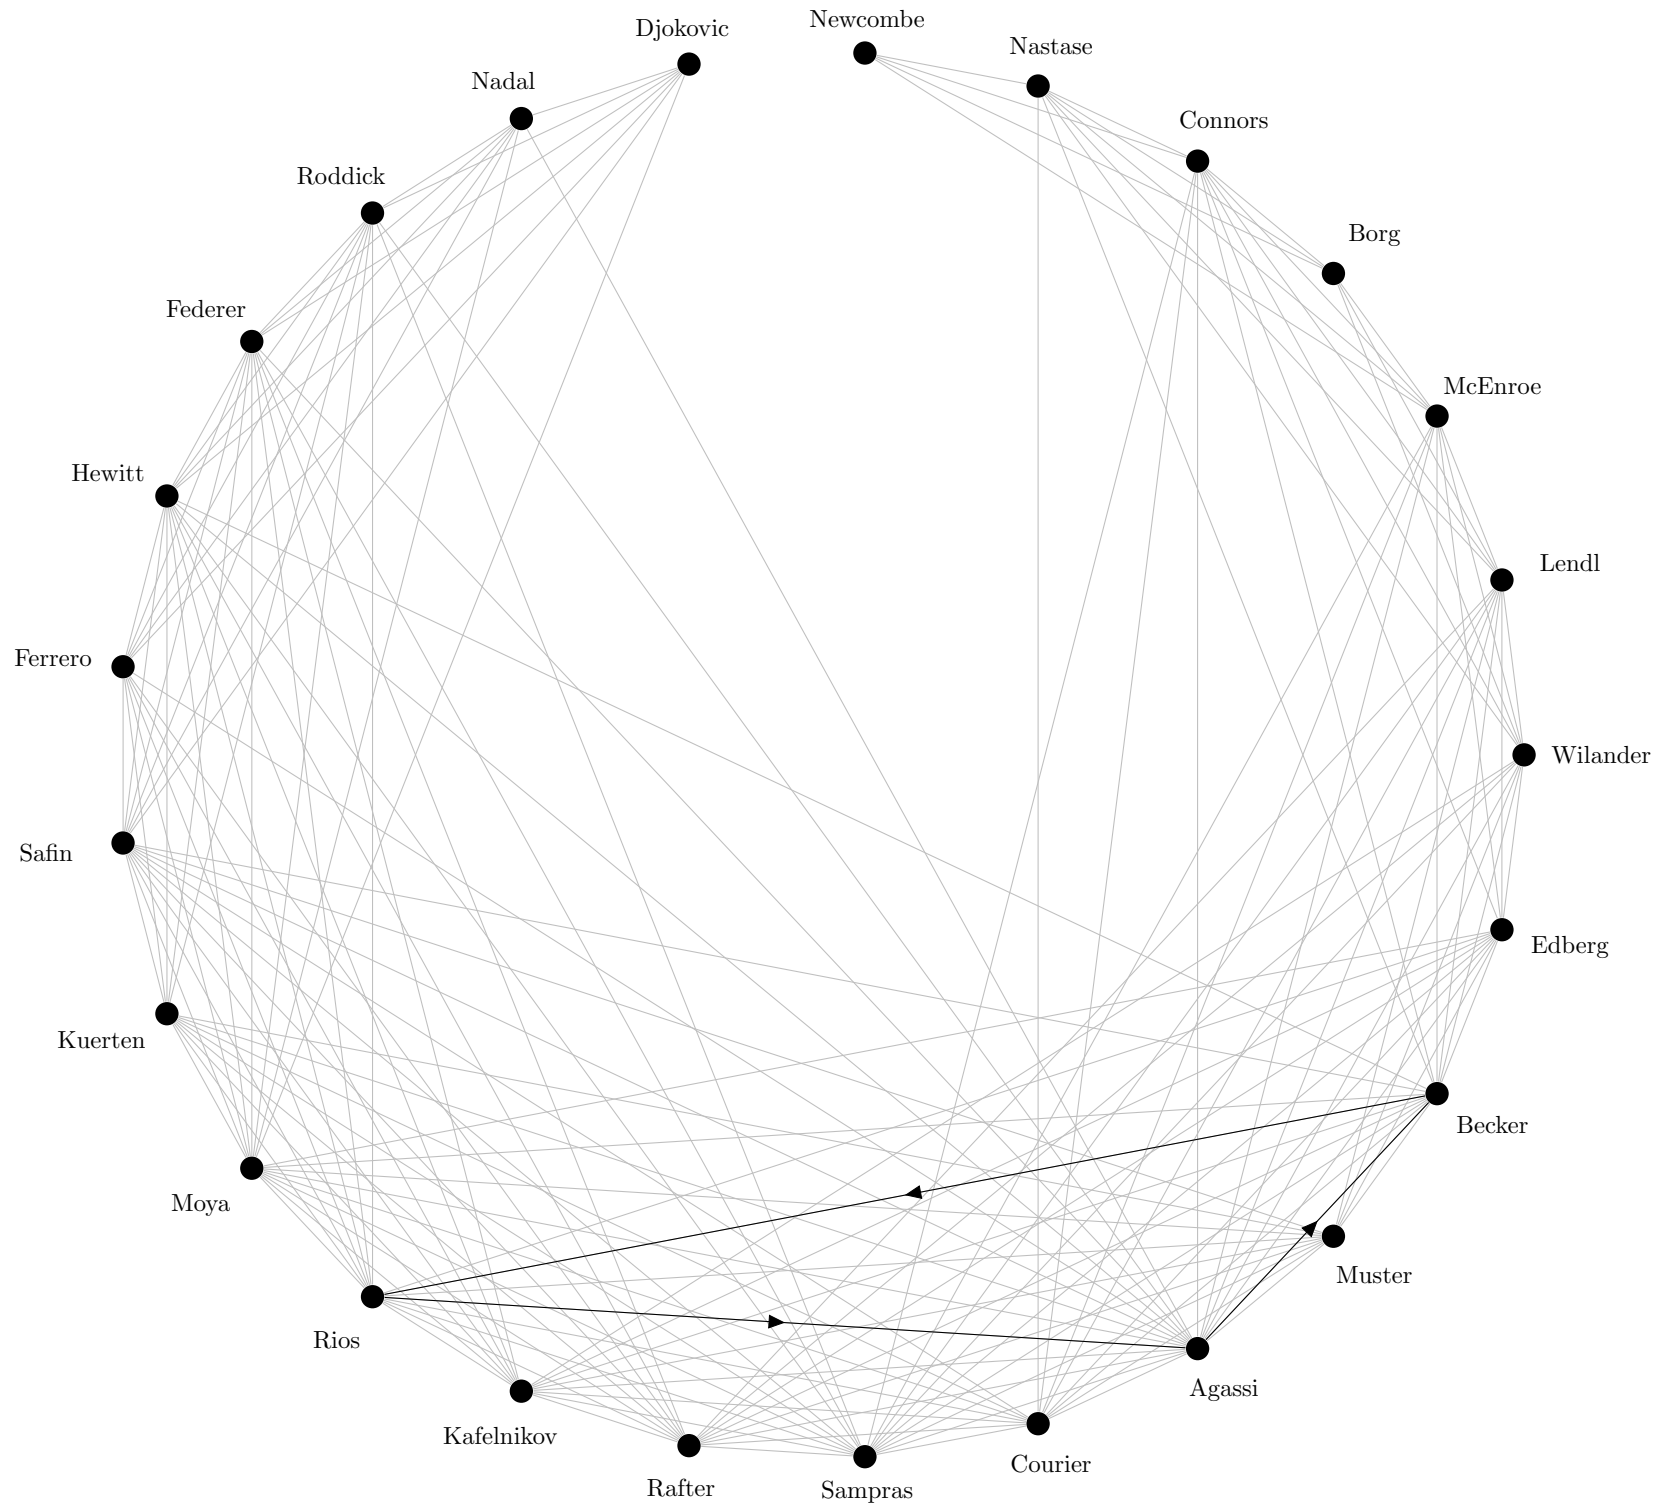 Newcombe
Djokovic
Nastase
Nadal
Connors
Roddick
Borg
Federer
McEnroe
Hewitt
Lendl
Ferrero
Wilander
Safin
Edberg
Kuerten
Becker
Moya
Muster
Rios
Agassi
Kafelnikov
Courier
Rafter
Sampras